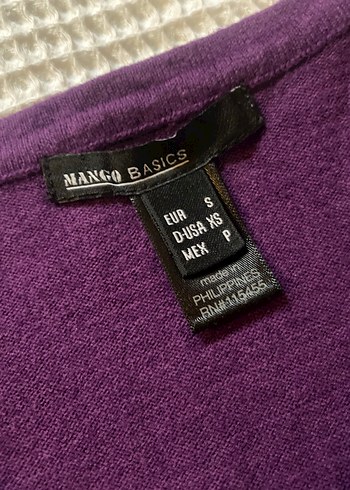 MANGO BASICS
EUR S
D-USA XS
MEX P
made in
PHILIPPINES
RN#115455